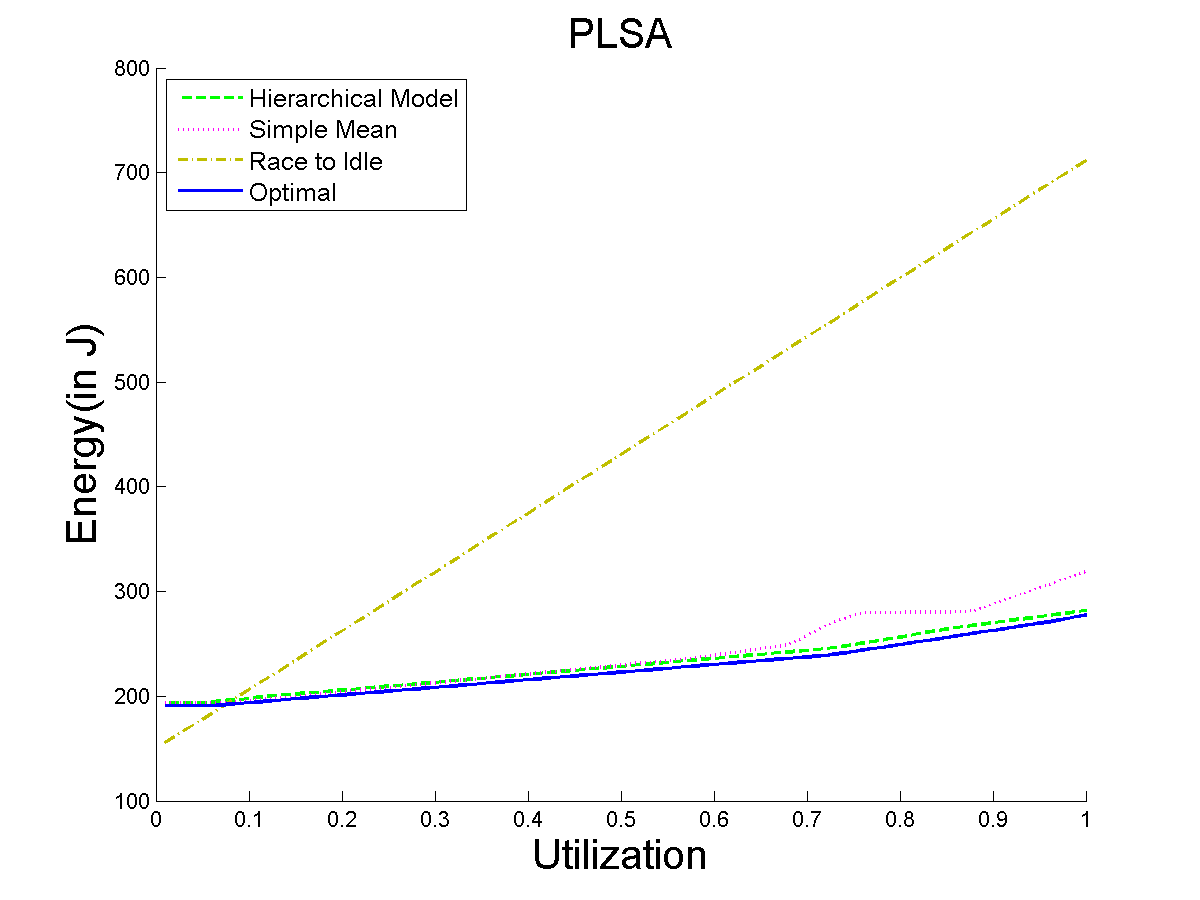 PLSA
800
700
600
500
400
300
200
100
Hierarchical Model
Simple Mean
Race to Idle
Optimal
Energy(in J)
0 0.1 0.2 0.3 0.4 0.5 0.6 0.7 0.8 0.9 1
Utilization